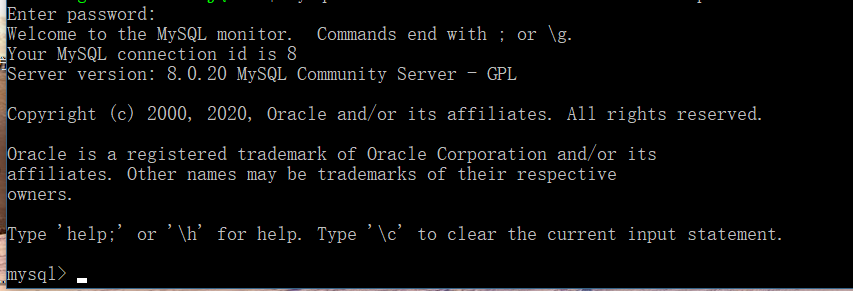 Enter password:
Welcome to the MySQL monitor.  Commands end with ; or \g.
Your MySQL connection id is 8
Server version: 8.0.20 MySQL Community Server - GPL
Copyright (c) 2000, 2020, Oracle and/or its affiliates. All rights reserved.
Oracle is a registered trademark of Oracle Corporation and/or its
affiliates. Other names may be trademarks of their respective
owners.
Type 'help;' or '\h' for help. Type '\c' to clear the current input statement.
mysql>